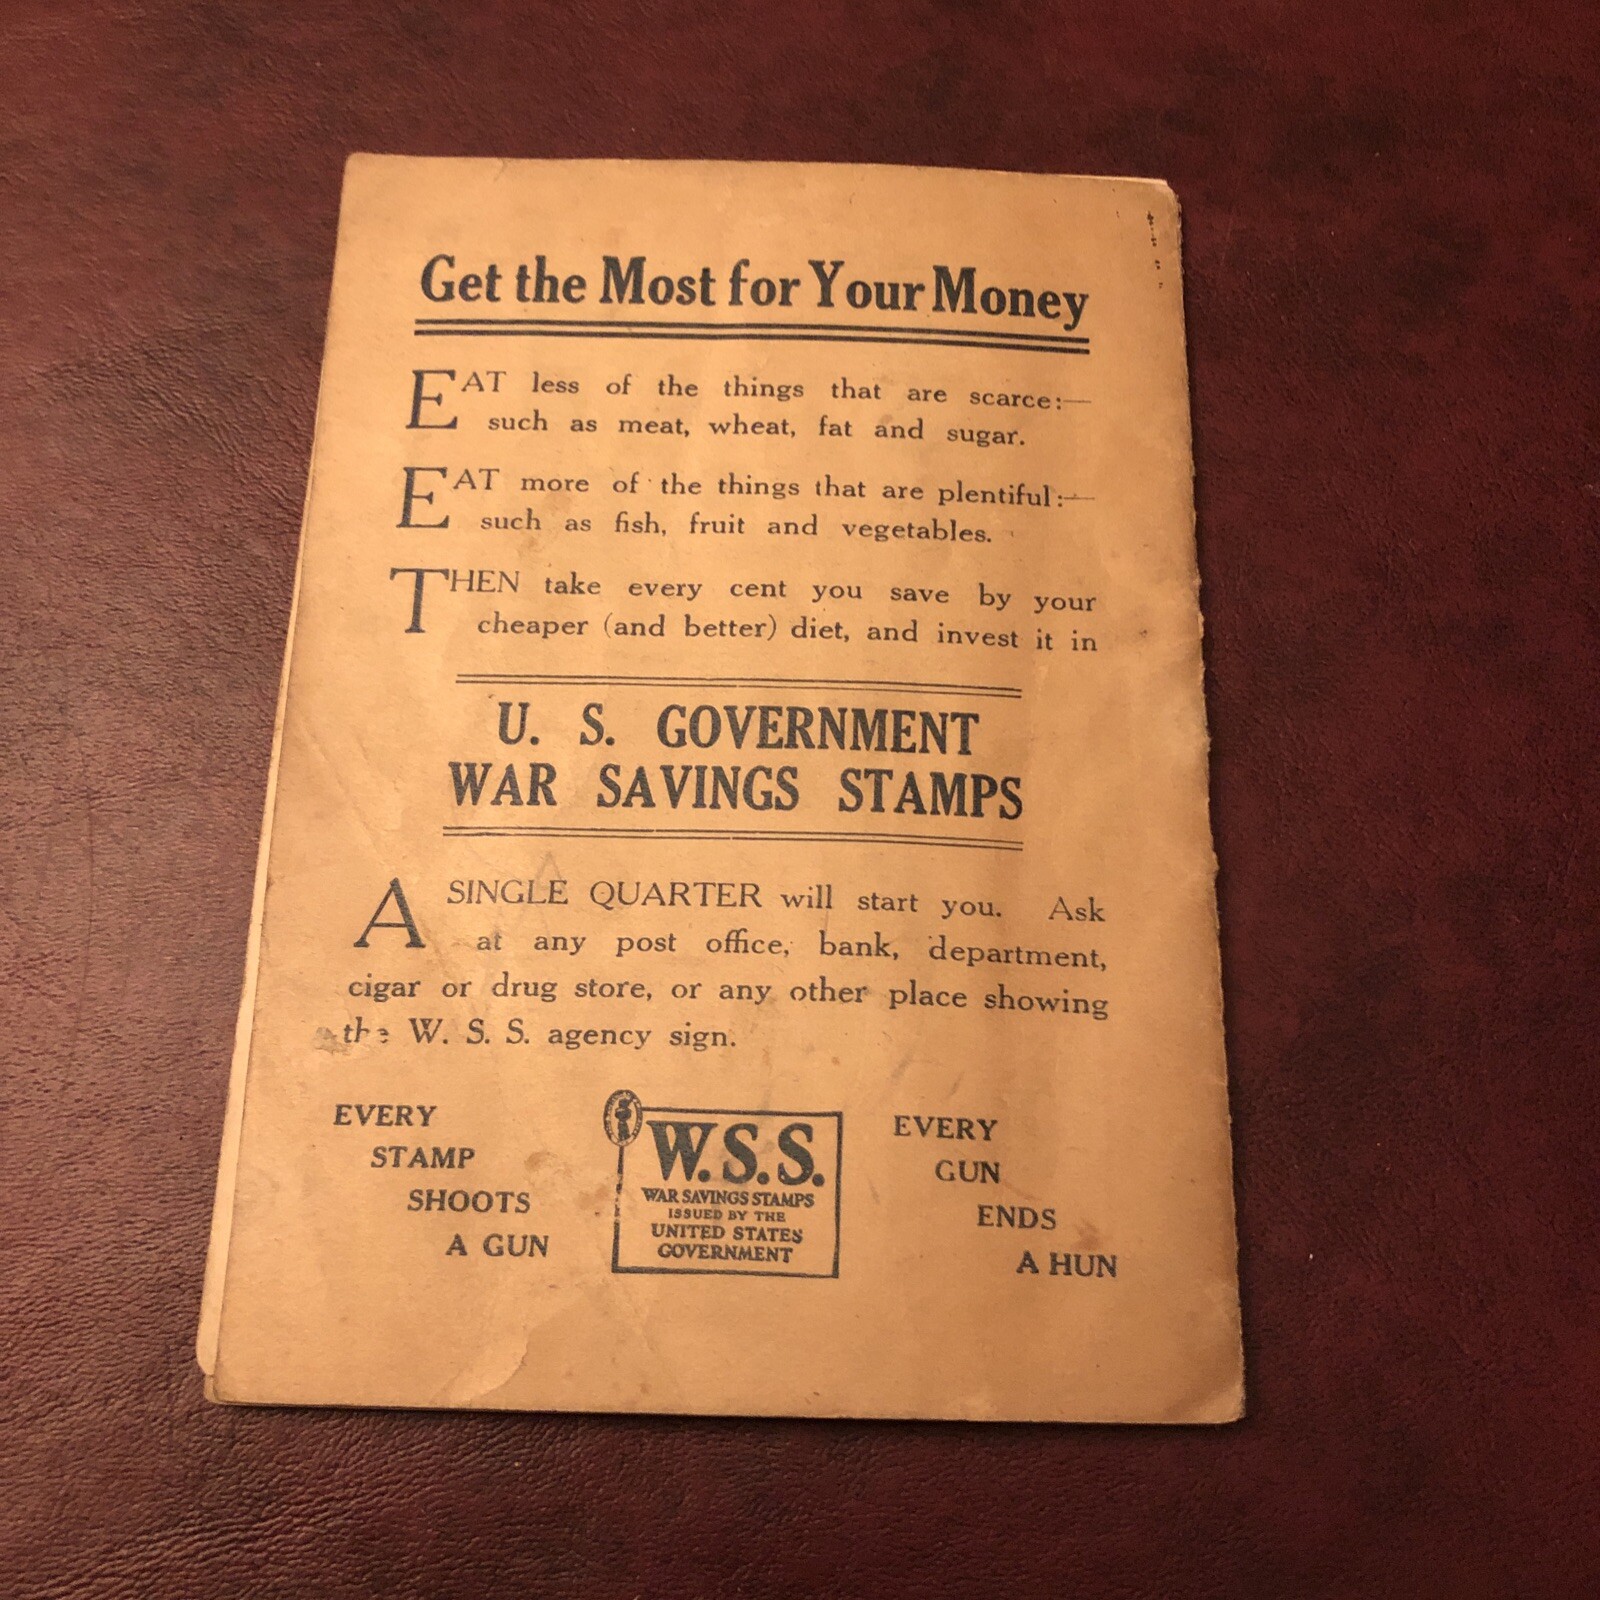 Get the Most for Your Money
EAT less of the things that are scarce:—
such as meat, wheat, fat and sugar.
EAT more of the things that are plentiful:—
such as fish, fruit and vegetables.
THEN take every cent you save by your
cheaper (and better) diet, and invest it in
U. S. GOVERNMENT
WAR SAVINGS STAMPS
A SINGLE QUARTER will start you. Ask
at any post office, bank, department,
cigar or drug store, or any other place showing
the W. S. S. agency sign.
EVERY
STAMP
SHOOTS
A GUN
W.S.S.
WAR SAVINGS STAMPS
ISSUED BY THE
UNITED STATES
GOVERNMENT
EVERY
GUN
ENDS
A HUN